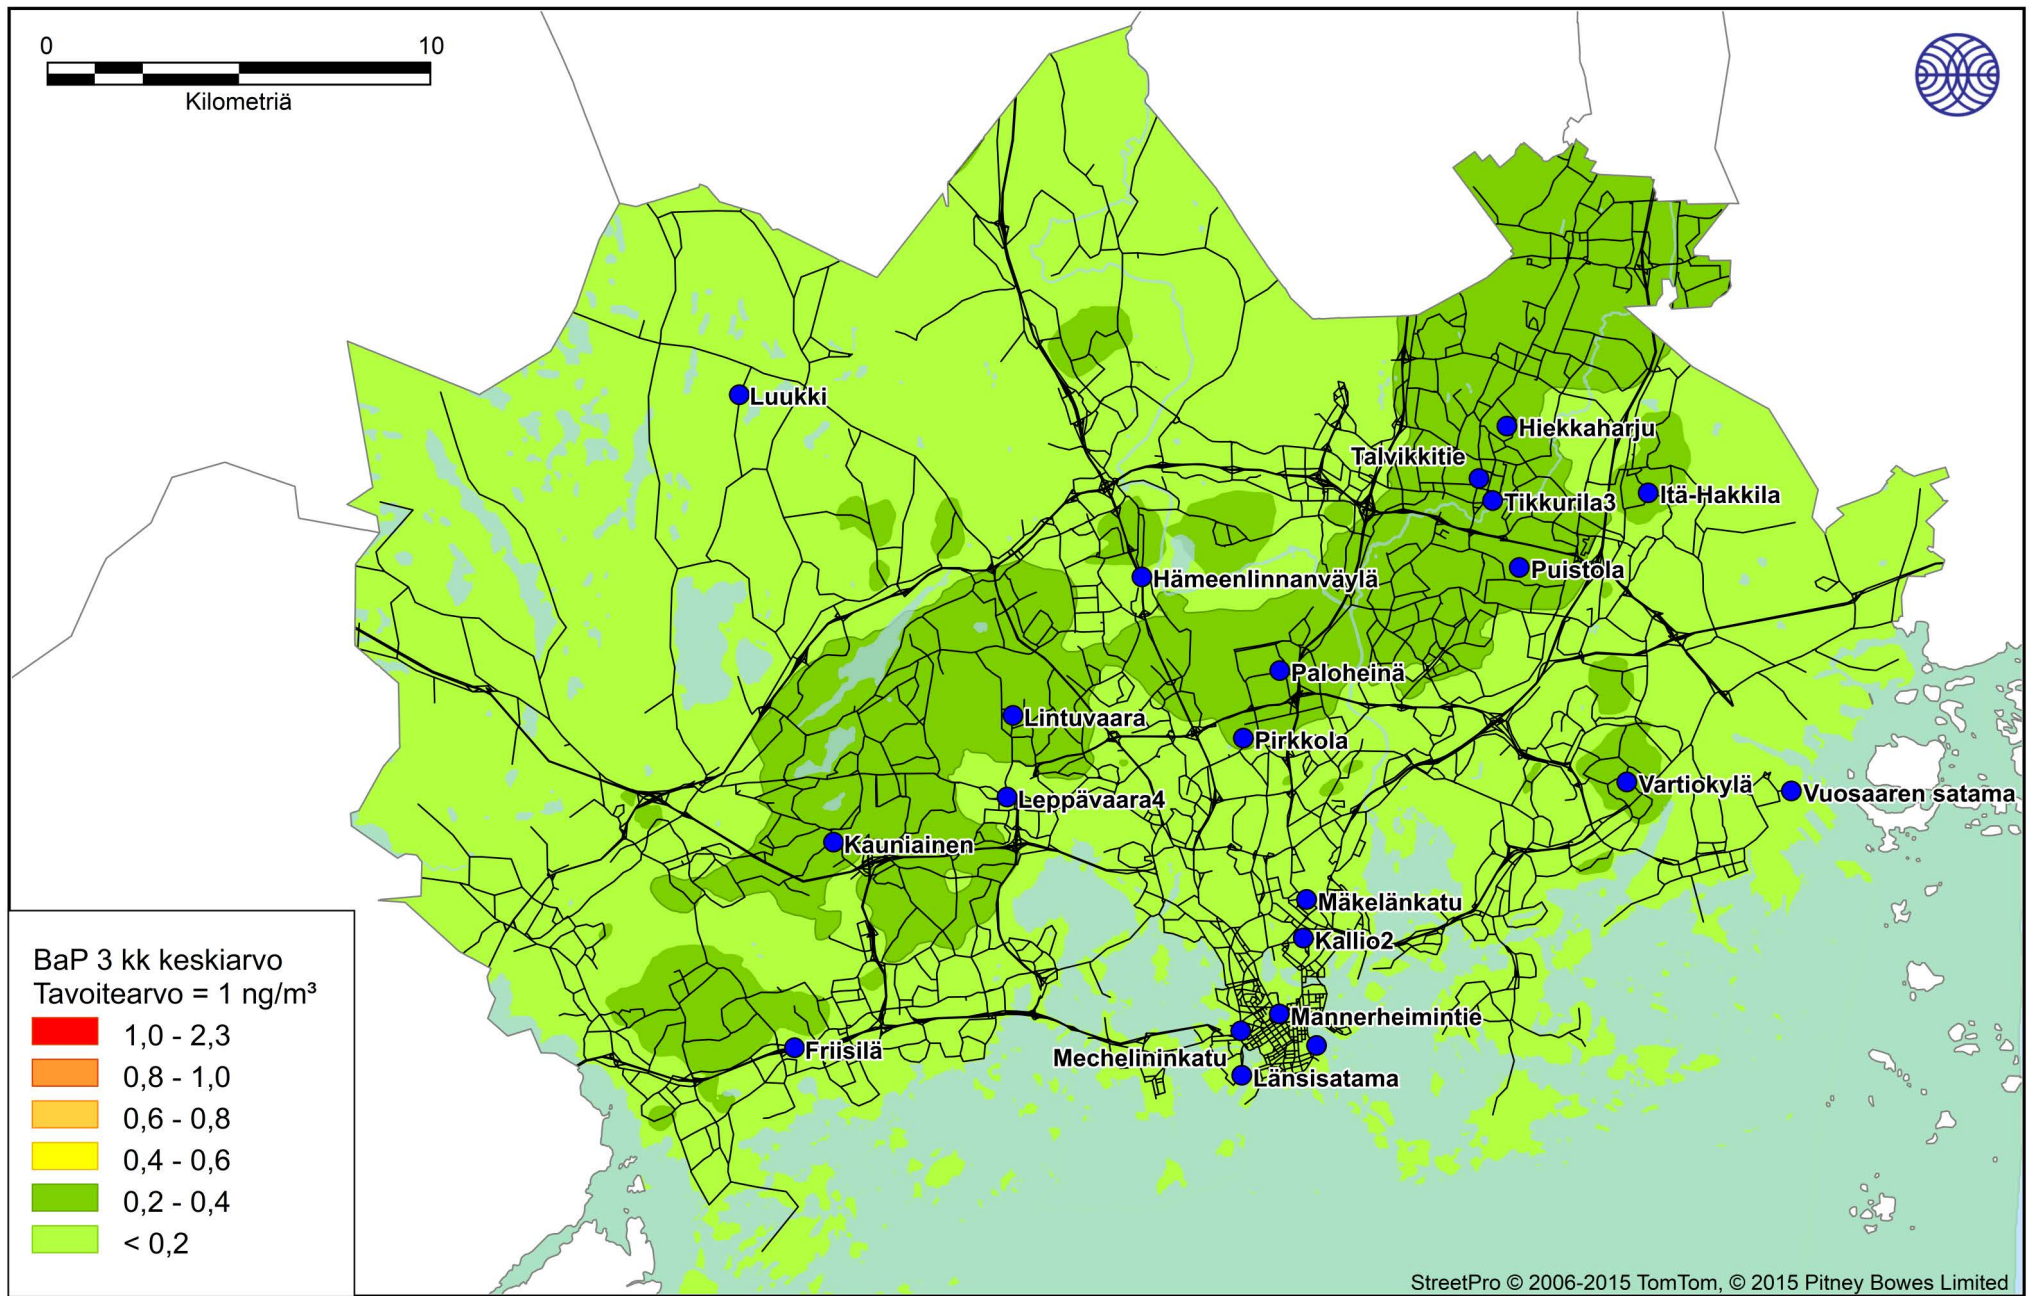 0 10
Kilometriä
Luukki
Hiekkaharju
Talvikkitie
Itä-Hakkila
Tikkurila3
Puistola
Hämeenlinnanväylä
Paloheinä
Lintuvaara
Pirkkola
Vartiokylä
Vuosaaren satama
Leppävaara4
Kauniainen
Mäkelänkatu
Kallio2
Mannerheimintie
Friisilä
Mechelininkatu
Länsisatama
BaP 3 kk keskiarvo
Tavoitearvo = 1 ng/m³
1,0 - 2,3
0,8 - 1,0
0,6 - 0,8
0,4 - 0,6
0,2 - 0,4
< 0,2
StreetPro © 2006-2015 TomTom, © 2015 Pitney Bowes Limited